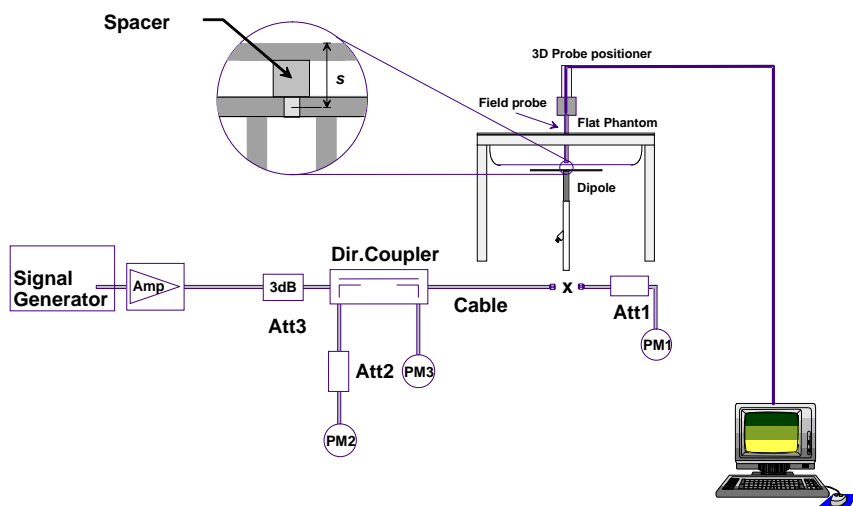 Spacer
s
3D Probe positioner
Field probe
Flat Phantom
Dipole
Signal
Generator
Amp
3dB
Att3
Dir.Coupler
Cable
x
Att1
PM1
Att2
PM3
PM2